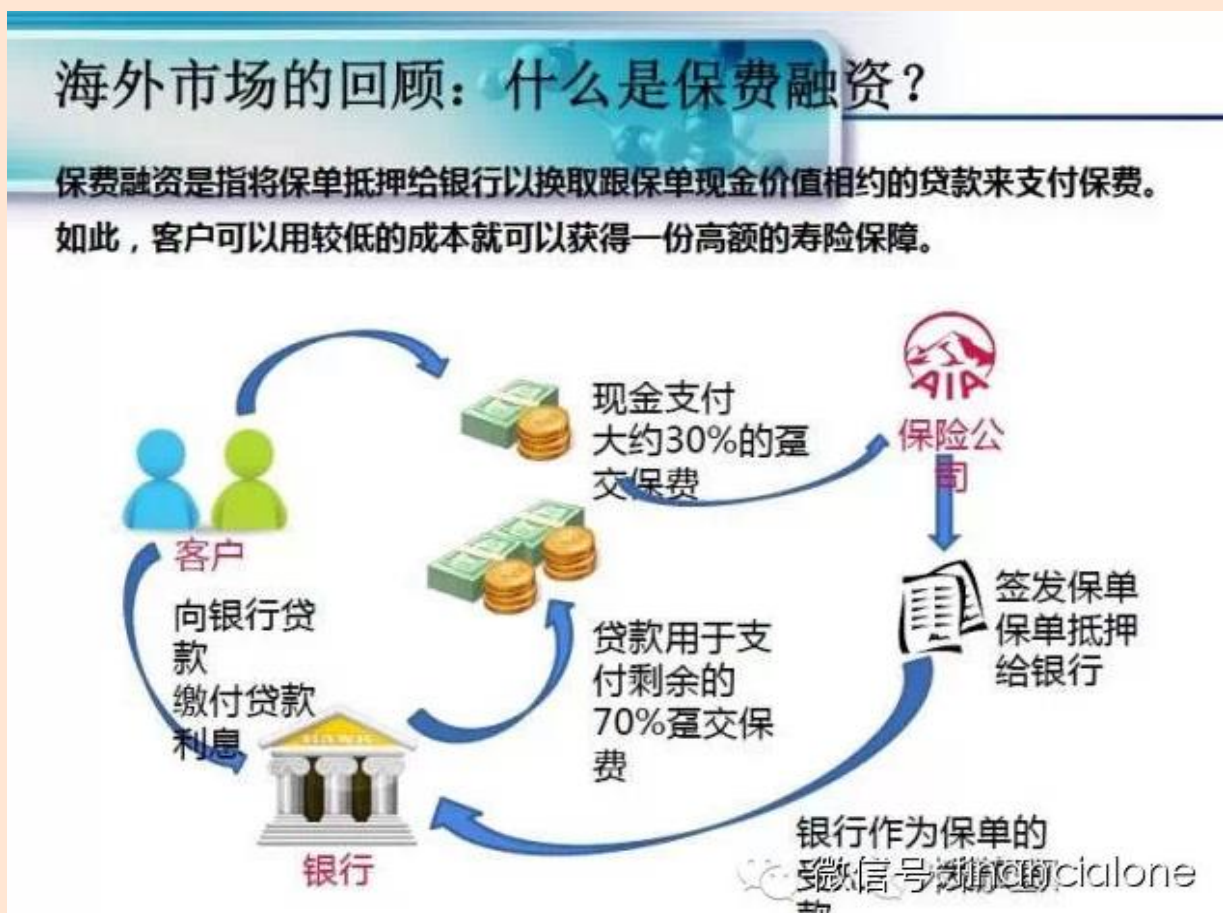 海外市场的回顾：什么是保费融资？
保费融资是指将保单抵押给银行以换取跟保单现金价值相约的贷款来支付保费。
如此，客户可以用较低的成本就可以获得一份高额的寿险保障。
现金支付
大约30%的趸
交保费
AIA
保险公
司
客户
向银行贷
款
缴付贷款
利息
贷款用于支
付剩余的
70%趸交保
费
签发保单
保单抵押
给银行
BANK
银行
银行作为保单的
微信号